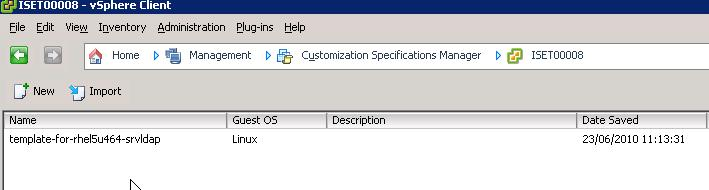 ISET00008 - vSphere Client
File Edit View Inventory Administration Plug-ins Help
Home Management Customization Specifications Manager ISET00008
New Import
Name Guest OS Description Date Saved
template-for-rhel5u464-srvldap Linux 23/06/2010 11:13:31